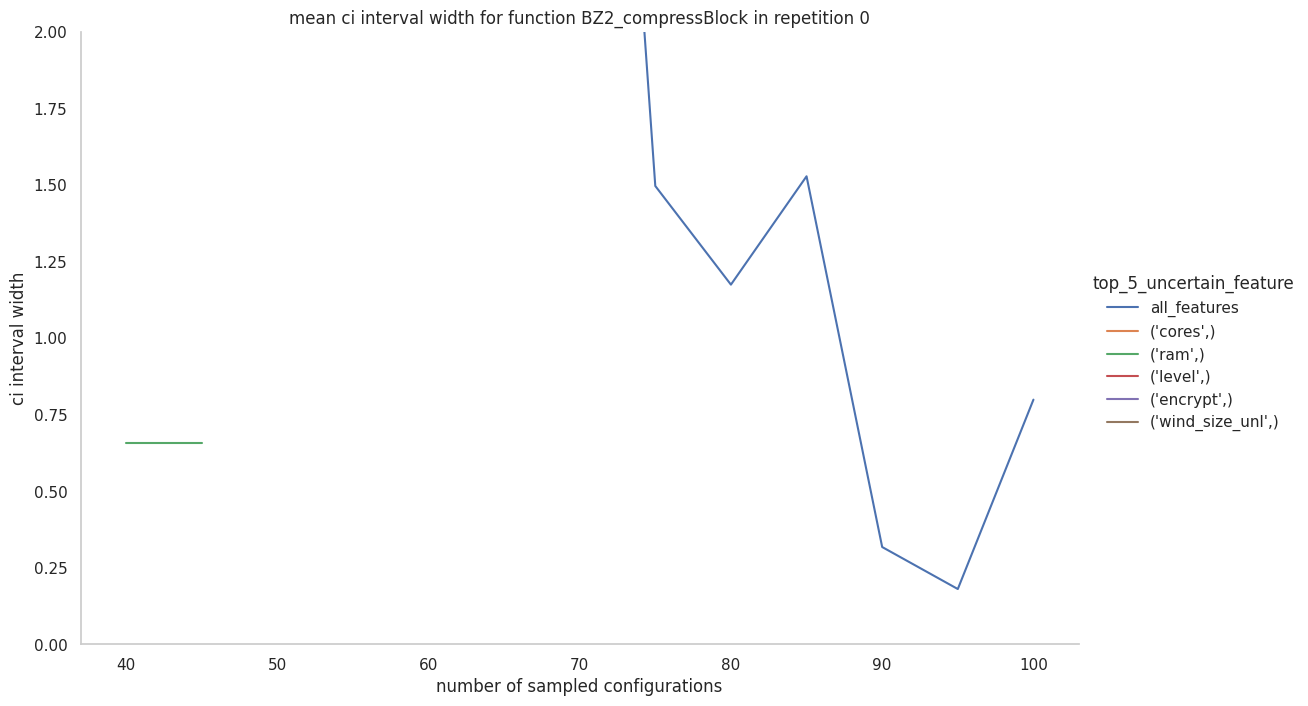 mean ci interval width for function BZ2_compressBlock in repetition 0
2.00
1.75
1.50
1.25
1.00
0.75
0.50
0.25
0.00
ci interval width
40 50 60 70 80 90 100
number of sampled configurations
top_5_uncertain_feature
all_features
('cores',)
('ram',)
('level',)
('encrypt',)
('wind_size_unl',)